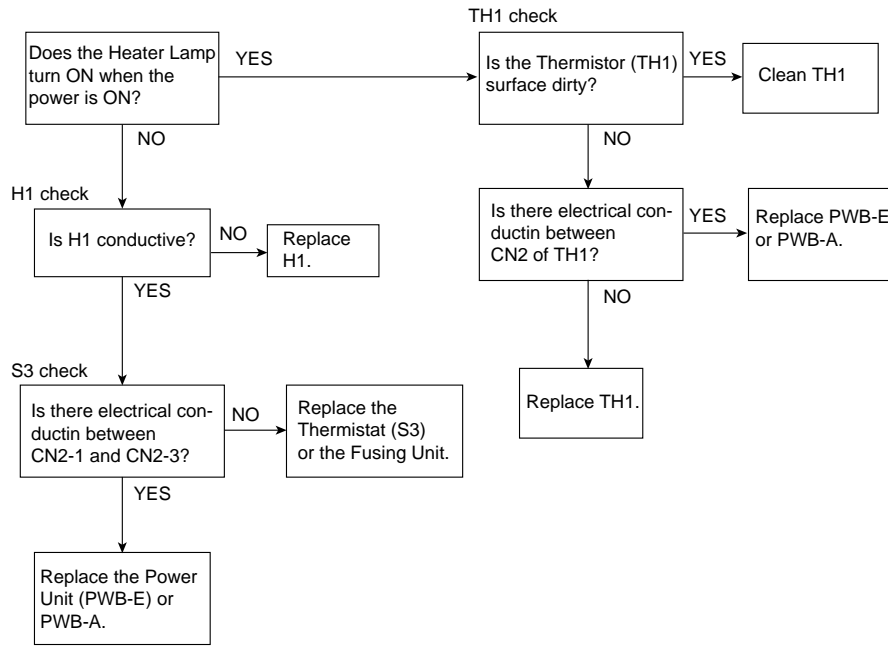 TH1 check
Does the Heater Lamp
turn ON when the
power is ON?
YES
Is the Thermistor (TH1)
surface dirty?
YES
Clean TH1
NO
NO
H1 check
Is H1 conductive?
NO
Replace
H1.
Is there electrical con-
ductin between
CN2 of TH1?
YES
Replace PWB-E
or PWB-A.
YES
NO
S3 check
Is there electrical con-
ductin between
CN2-1 and CN2-3?
NO
Replace the
Thermistat (S3)
or the Fusing Unit.
Replace TH1.
YES
Replace the Power
Unit (PWB-E) or
PWB-A.